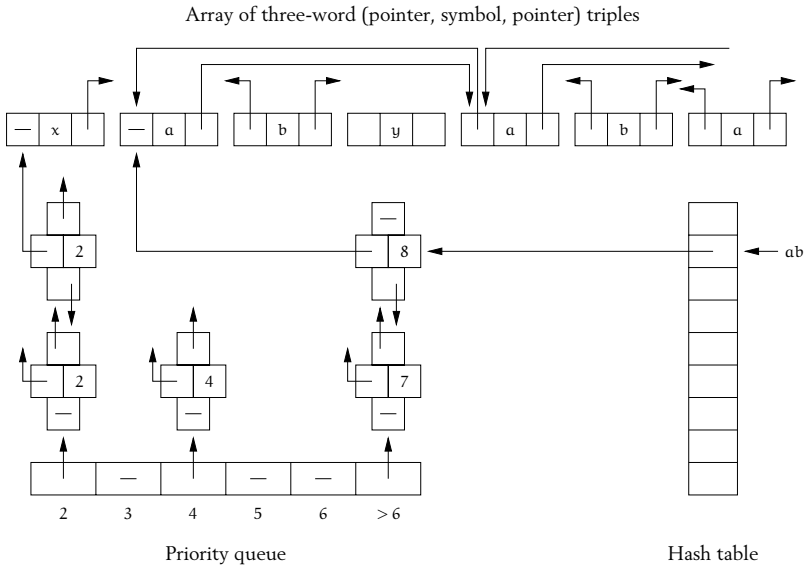 Array of three-word (pointer, symbol, pointer) triples
— x — a b y a b a
—
2 8 ab
2 4 7
— — —
— — —
2 3 4 5 6 >6
Priority queue Hash table